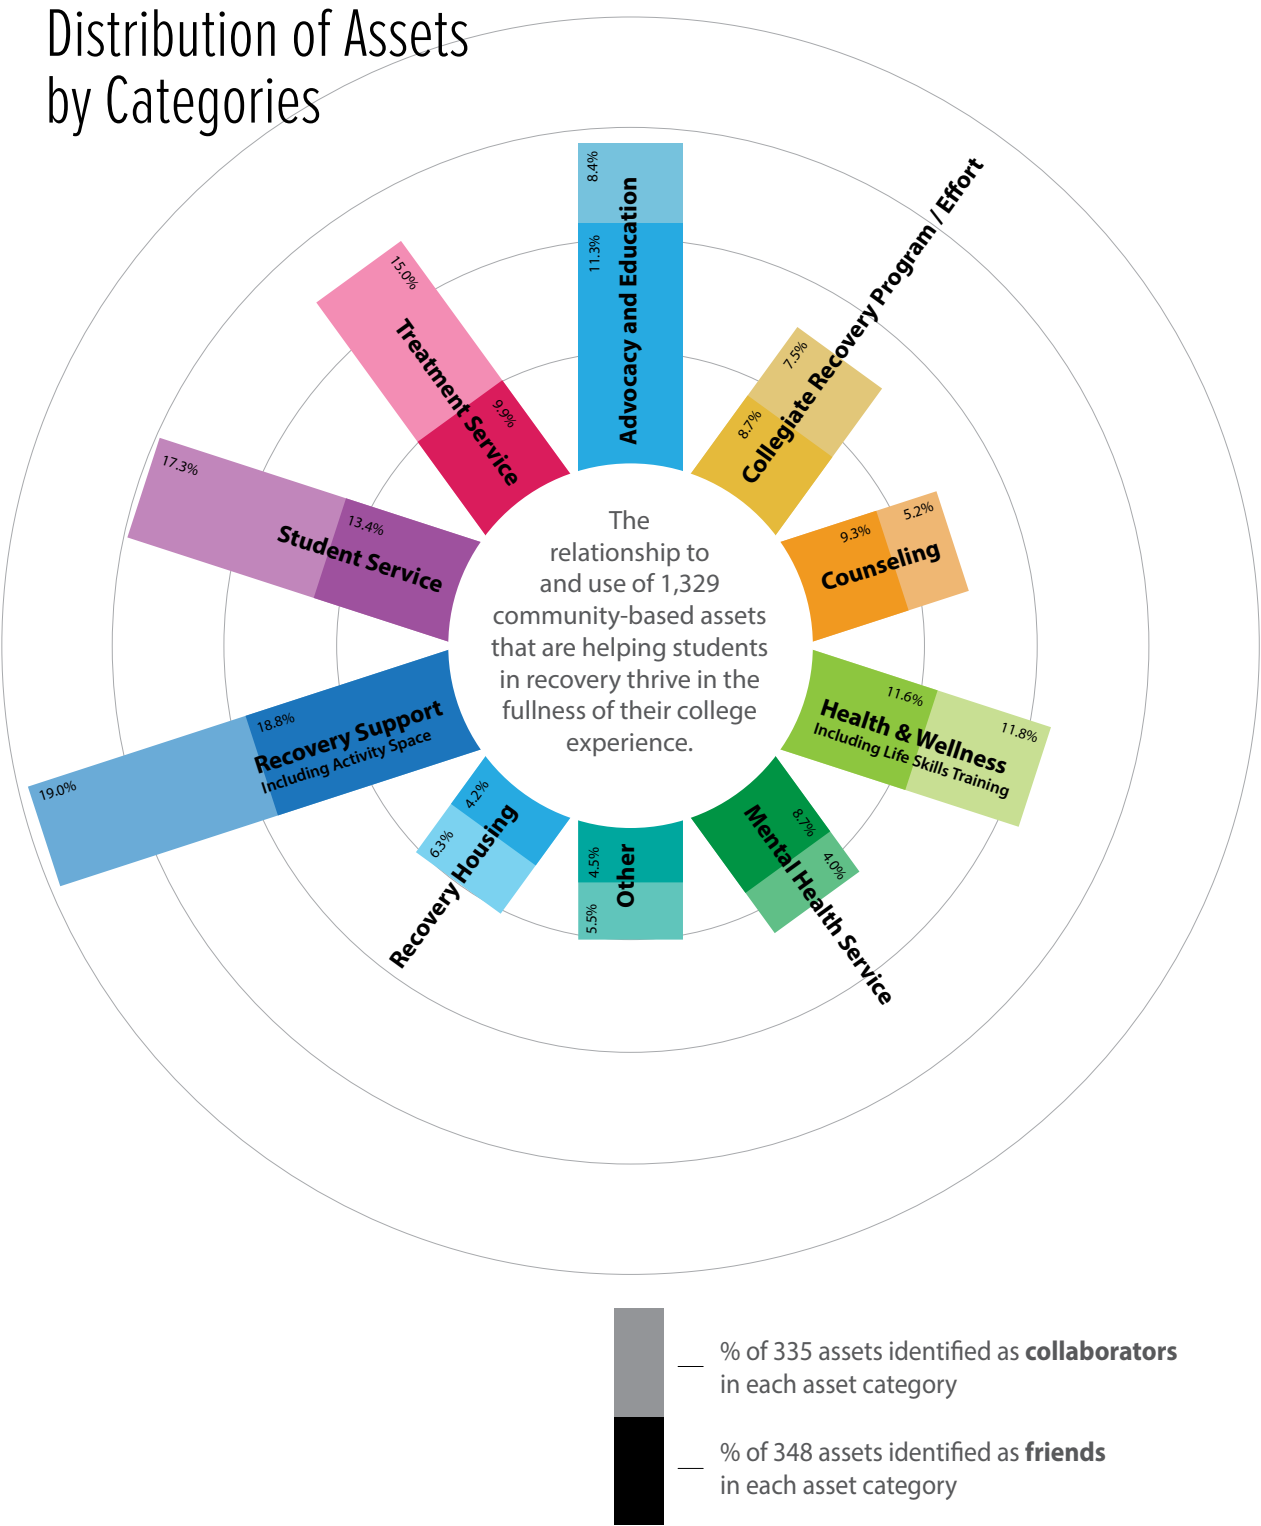 Distribution of Assets
by Categories
8.4%
11.3%
Advocacy and Education
7.5%
8.7%
Collegiate Recovery Program / Effort
9.3%
5.2%
Counseling
11.6%
11.8%
Health & Wellness
Including Life Skills Training
8.7%
4.0%
Mental Health Service
4.5%
5.5%
Other
4.2%
6.3%
Recovery Housing
18.8%
19.0%
Recovery Support
Including Activity Space
17.3%
13.4%
Student Service
15.0%
9.9%
Treatment Service
The
relationship to
and use of 1,329
community-based assets
that are helping students
in recovery thrive in the
fullness of their college
experience.
% of 335 assets identified as collaborators
in each asset category
% of 348 assets identified as friends
in each asset category